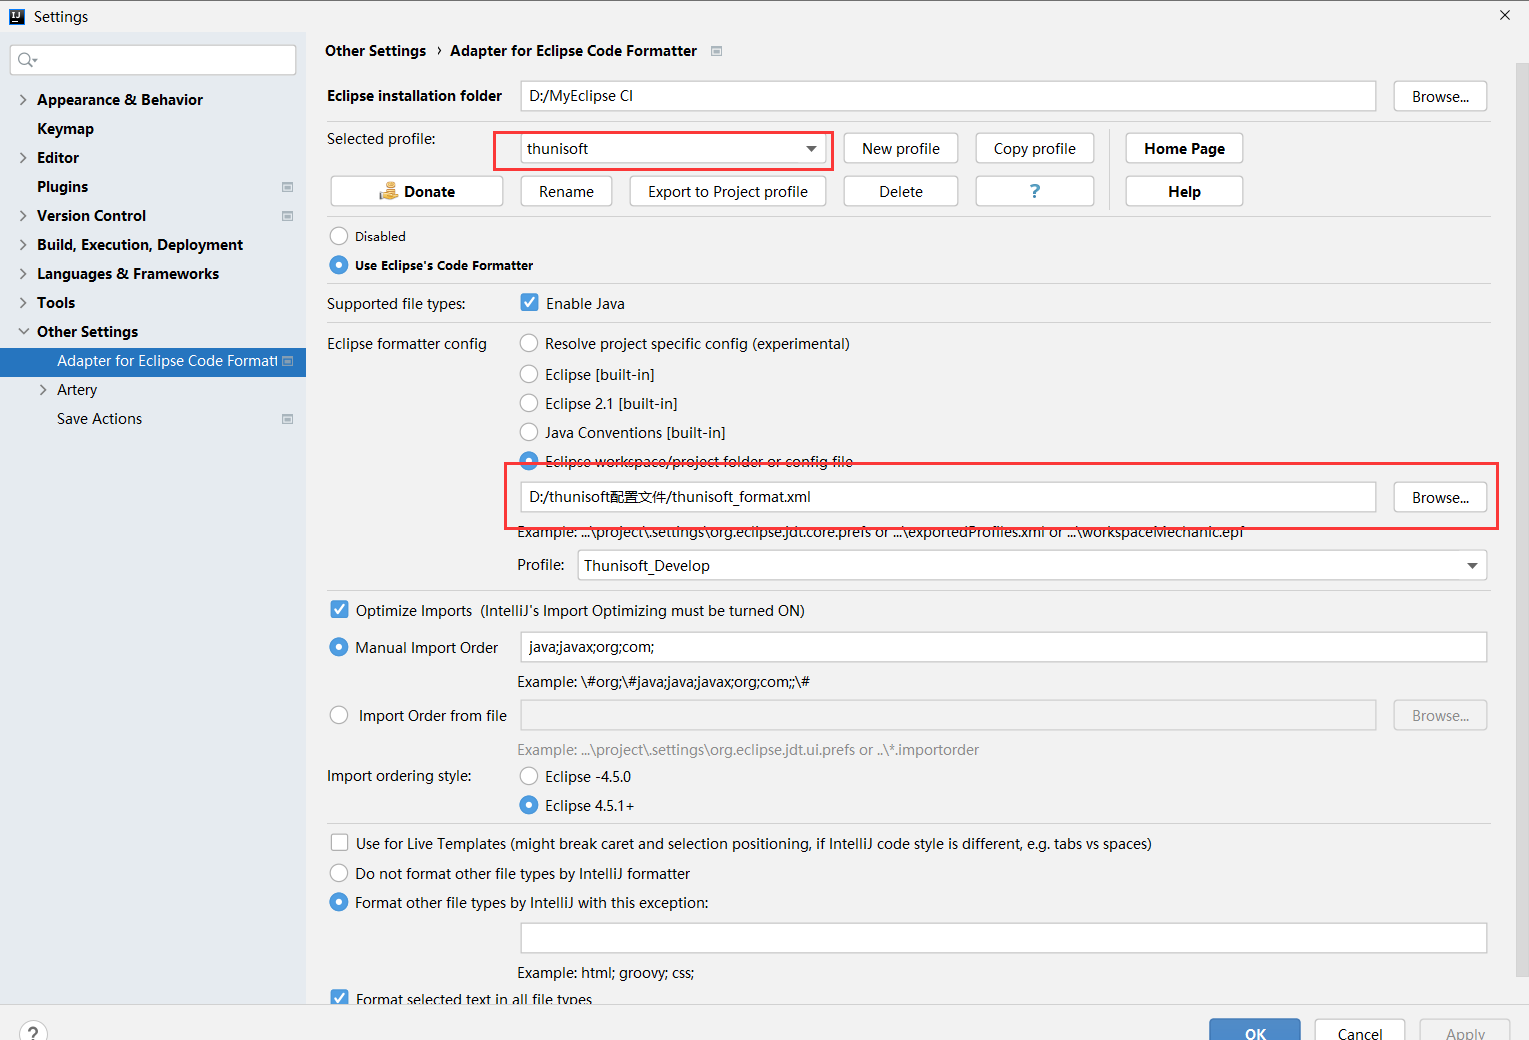 Settings
Appearance & Behavior
Keymap
Editor
Plugins
Version Control
Build, Execution, Deployment
Languages & Frameworks
Tools
Other Settings
Adapter for Eclipse Code Formatt
Artery
Save Actions
Other Settings › Adapter for Eclipse Code Formatter
Eclipse installation folder D:/MyEclipse CI Browse...
Selected profile: thunisoft New profile Copy profile Home Page
Donate Rename Export to Project profile Delete ? Help
Disabled
Use Eclipse's Code Formatter
Supported file types: Enable Java
Eclipse formatter config Resolve project specific config (experimental)
Eclipse [built-in]
Eclipse 2.1 [built-in]
Java Conventions [built-in]
Eclipse workspace/project folder or config file
D:/thunisoft配置文件/thunisoft_format.xml Browse...
Example: ...\project\.settings\org.eclipse.jdt.core.prefs or ...\exportedProfiles.xml or ...\workspaceMechanic.epf
Profile: Thunisoft_Develop
Optimize Imports (IntelliJ's Import Optimizing must be turned ON)
Manual Import Order java;javax;org;com;
Example: \#org;\#java;java;javax;org;com;;\#
Import Order from file Browse...
Example: ...\project\.settings\org.eclipse.jdt.ui.prefs or ..\*.importorder
Import ordering style: Eclipse -4.5.0
Eclipse 4.5.1+
Use for Live Templates (might break caret and selection positioning, if IntelliJ code style is different, e.g. tabs vs spaces)
Do not format other file types by IntelliJ formatter
Format other file types by IntelliJ with this exception:
Example: html; groovy; css;
Format selected text in all file types
? OK Cancel Apply